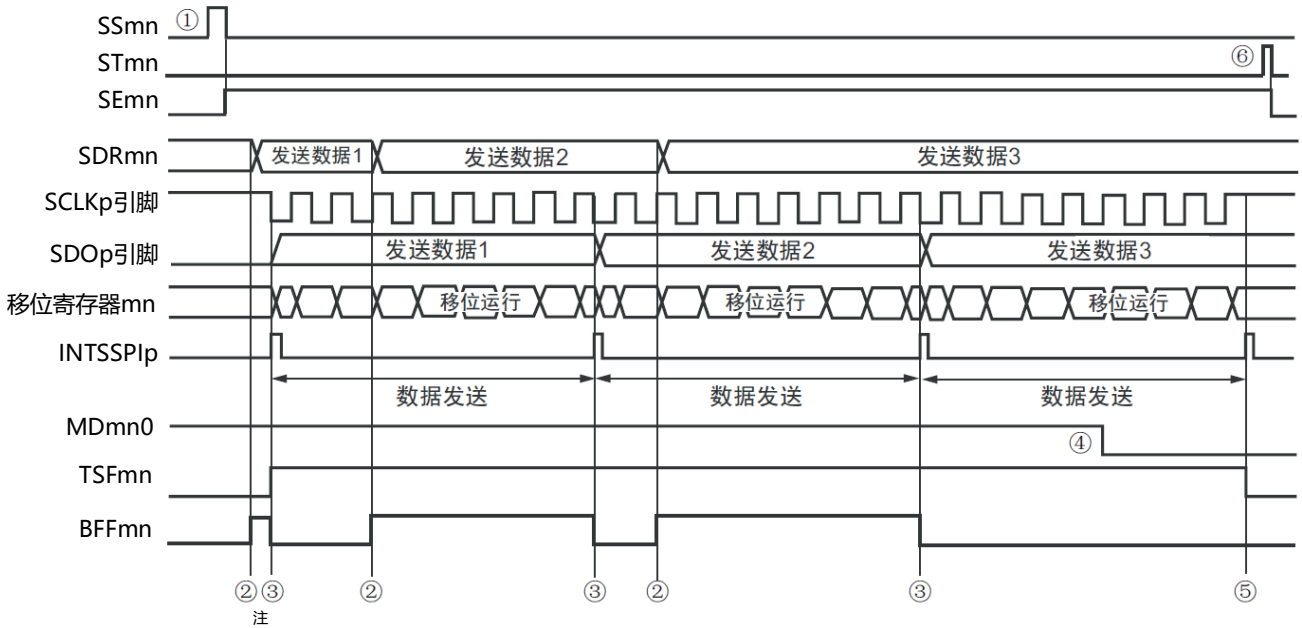 SSmn ①
STmn ⑥
SEmn
SDRmn 发送数据1 发送数据2 发送数据3
SCLKp引脚
SDOp引脚 发送数据1 发送数据2 发送数据3
移位寄存器mn 移位运行 移位运行 移位运行
INTSSPIp
数据发送 数据发送 数据发送
MDmn0 ④
TSFmn
BFFmn
② ③ ② ③ ② ③ ⑤
注